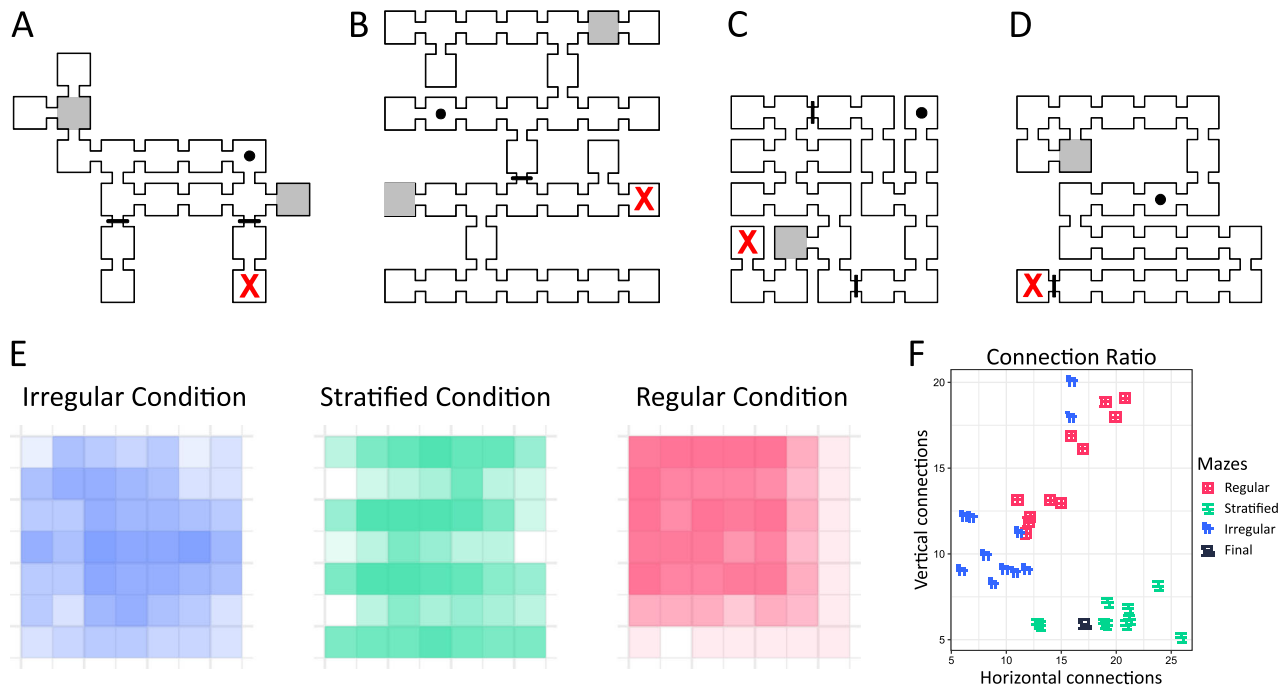 A
B
C
D
X
X
X
X
E
F
Irregular Condition
Stratified Condition
Regular Condition
Connection Ratio
20
15
10
5
Vertical connections
5
10
15
20
25
Horizontal connections
Mazes
Regular
Stratified
Irregular
Final